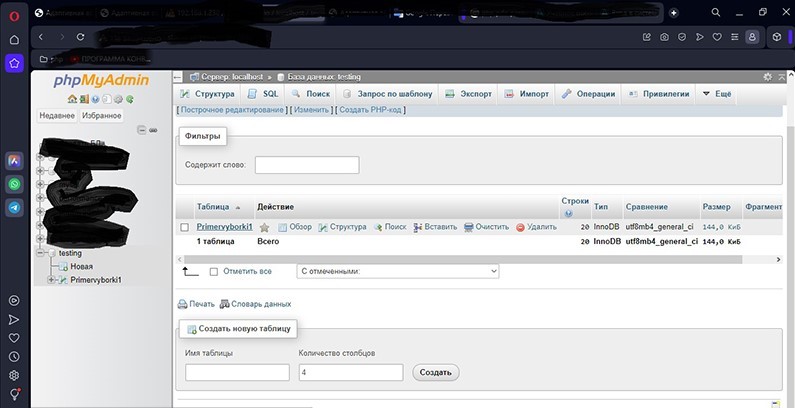 Адаптивная
Адаптивная
php
ПРОГРАММА КОНВ...
phpMyAdmin
Недавнее Избранное
testing
Новая
Primervyborki1
Сервер: localhost » База данных: testing
Структура SQL Поиск Запрос по шаблону Экспорт Импорт Операции Привилегии Ещё
[ Построчное редактирование ] [ Изменить ] [ Создать PHP-код ]
Фильтры
Содержит слово:
Таблица Действие Строки Тип Сравнение Размер Фрагмент
Primervyborki1 Обзор Структура Поиск Вставить Очистить Удалить 20 InnoDB utf8mb4_general_ci 144,0 КиБ
1 таблица Всего 20 InnoDB utf8mb4_general_ci 144,0 КиБ
Отметить все С отмеченными:
Печать Словарь данных
Создать новую таблицу
Имя таблицы Количество столбцов
4 Создать